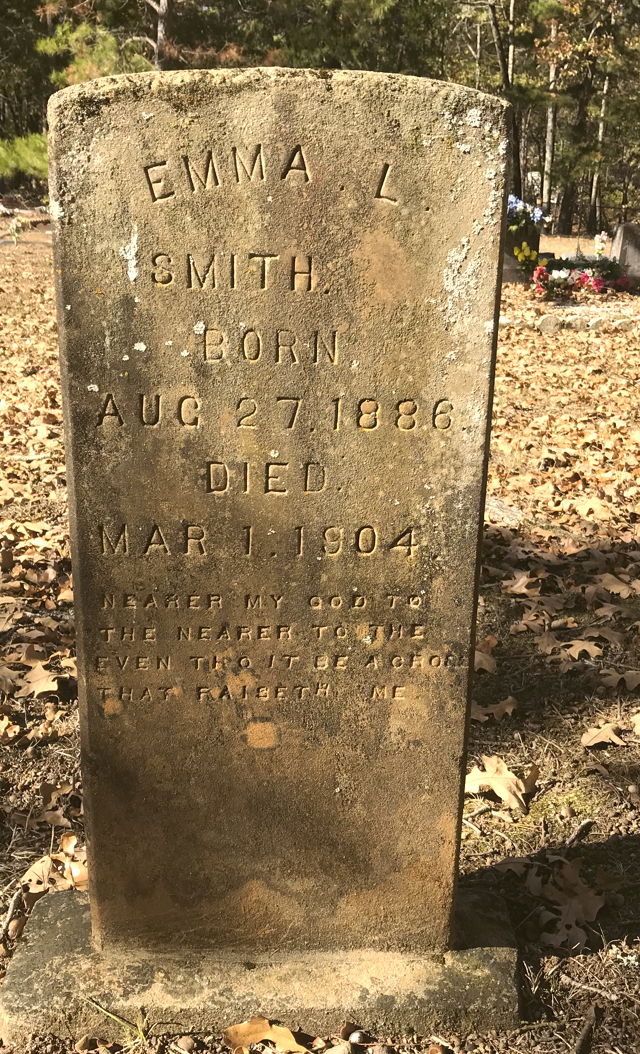 EMMA. L.
SMITH.
BORN.
AUG 27, 1886.
DIED.
MAR 1. 1904
NEARER MY GOD TO
THE NEARER TO THE
EVEN THO IT BE A CROSS
THAT RAISETH ME